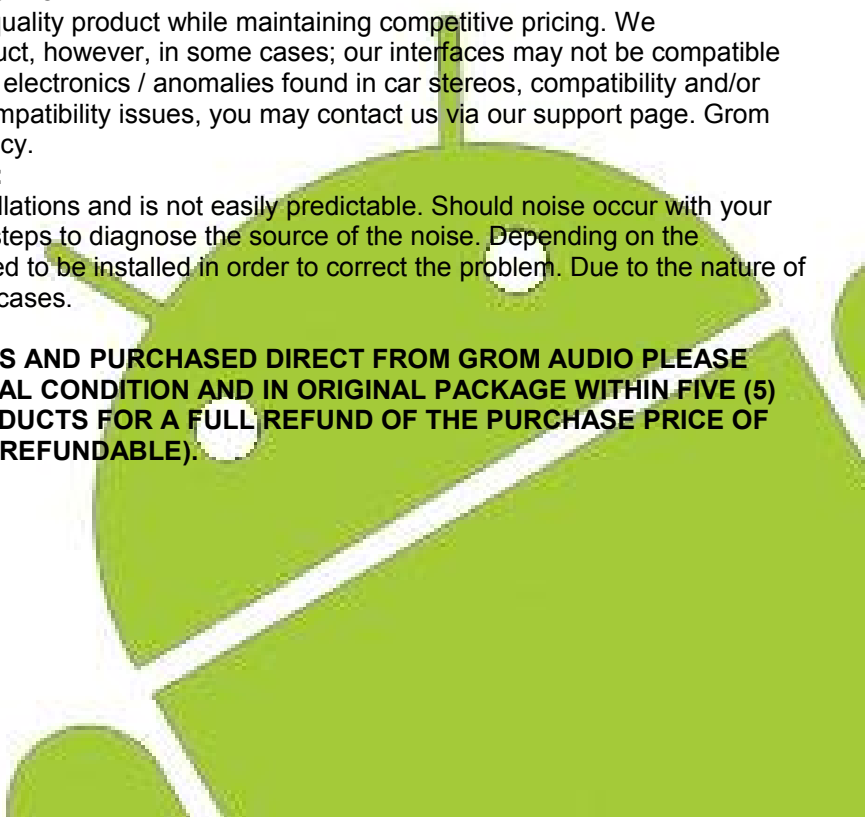 quality product while maintaining competitive pricing. We
uct, however, in some cases; our interfaces may not be compatible
electronics / anomalies found in car stereos, compatibility and/or
mpatibility issues, you may contact us via our support page. Grom
cy.
llations and is not easily predictable. Should noise occur with your
steps to diagnose the source of the noise. Depending on the
ed to be installed in order to correct the problem. Due to the nature of
cases.
S AND PURCHASED DIRECT FROM GROM AUDIO PLEASE
AL CONDITION AND IN ORIGINAL PACKAGE WITHIN FIVE (5)
DUCTS FOR A FULL REFUND OF THE PURCHASE PRICE OF
REFUNDABLE).